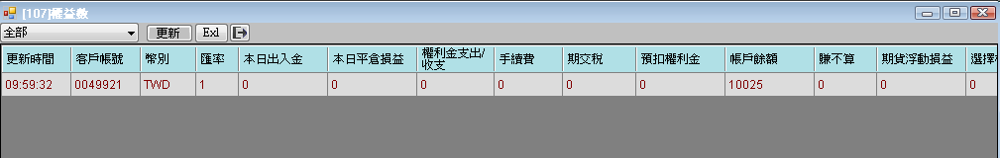 [107]權益數
全部 更新 Exl
更新時間 客戶帳號 幣別 匯率 本日出入金 本日平倉損益 權利金支出/收支 手續費 期交稅 預扣權利金 帳戶餘額 賺不算 期貨浮動損益 選擇
09:59:32 0049921 TWD 1 0 0 0 0 0 0 10025 0 0 0